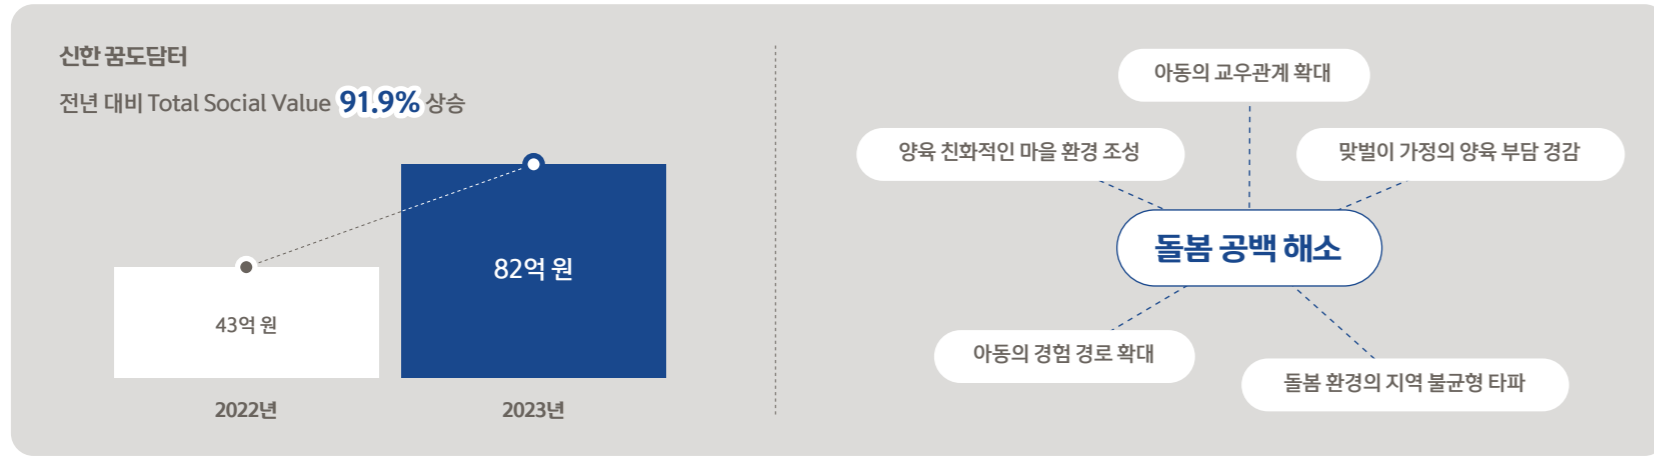 신한 꿈도담터
전년 대비 Total Social Value 91.9% 상승
43억 원
82억 원
2022년
2023년
아동의 교우관계 확대
양육 친화적인 마을 환경 조성
맞벌이 가정의 양육 부담 경감
돌봄 공백 해소
아동의 경험 경로 확대
돌봄 환경의 지역 불균형 타파